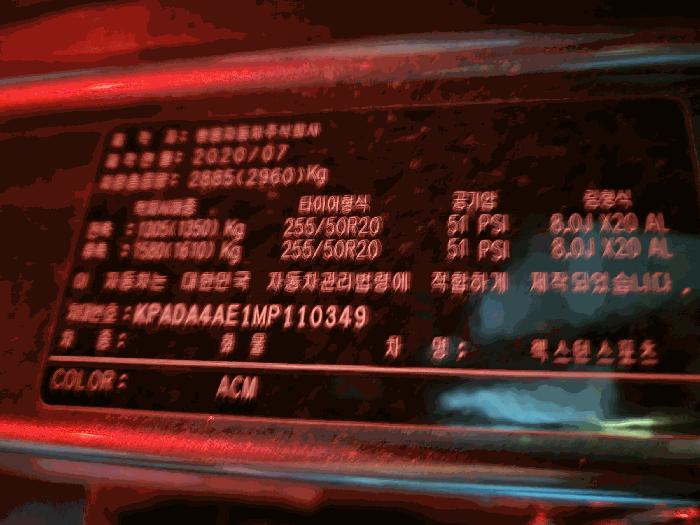 제 작 자: 쌍용자동차주식회사
제작연월: 2020/07
차량총중량: 2885(2960)Kg
허용축하중 타이어형식 공기압 림형식
전축 :1305(1350) Kg 255/50R20 51 PSI 8.0J X20 AL
후축 :1580(1610) Kg 255/50R20 51 PSI 8.0J X20 AL
이 자동차는 대한민국 자동차관리법령에 적합하게 제작되었습니다.
차대번호:KPADA4AE1MP110349
차 종: 화 물 차 명: 렉스턴스포츠
COLOR: ACM